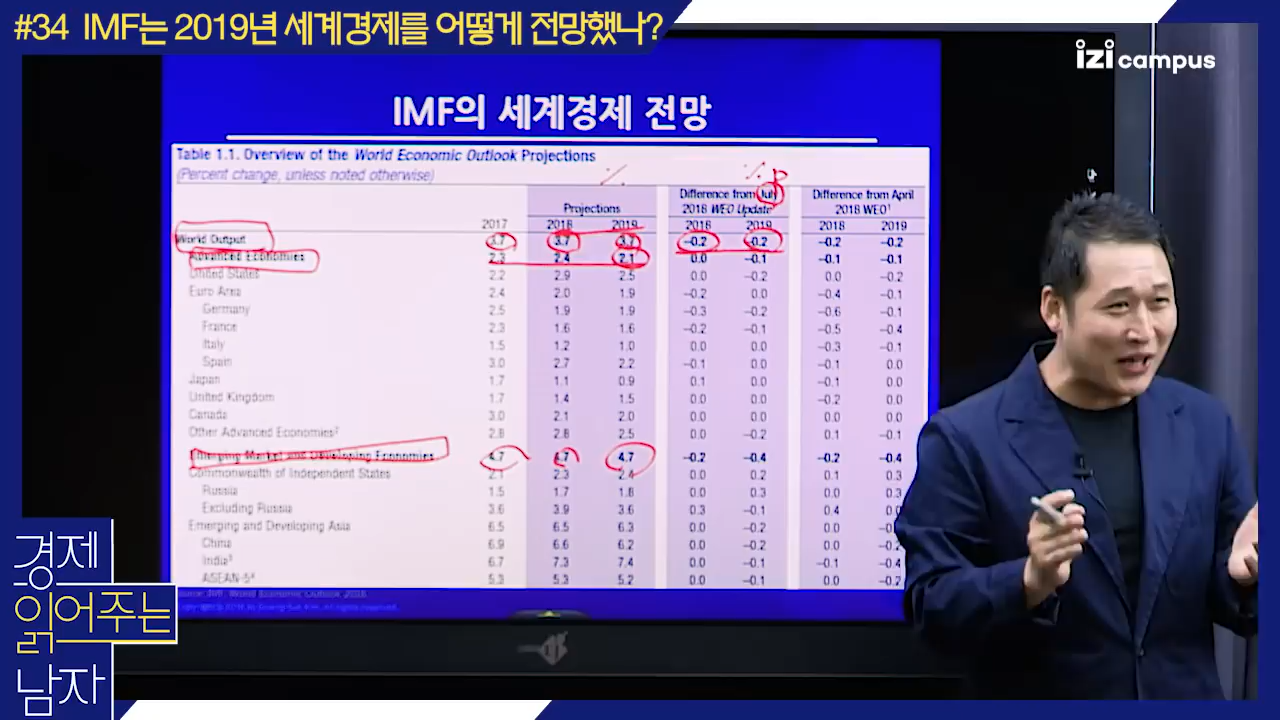 #34 IMF는 2019년 세계경제를 어떻게 전망했나?
izi campus
IMF의 세계경제 전망
Table 1.1. Overview of the World Economic Outlook Projections
(Percent change, unless noted otherwise)
% % P
Difference from July Difference from April
Projections 2018 WEO Update 2018 WEO¹
2017 2018 2019 2018 2019 2018 2019
World Output 3.7 3.7 3.7 –0.2 –0.2 –0.2 –0.2
Advanced Economies 2.3 2.4 2.1 0.0 –0.1 –0.1 –0.1
United States 2.2 2.9 2.5 0.0 –0.2 0.0 –0.2
Euro Area 2.4 2.0 1.9 –0.2 0.0 –0.4 –0.1
Germany 2.5 1.9 1.9 –0.3 –0.2 –0.6 –0.1
France 2.3 1.6 1.6 –0.2 –0.1 –0.5 –0.4
Italy 1.5 1.2 1.0 0.0 0.0 –0.3 –0.1
Spain 3.0 2.7 2.2 –0.1 0.0 –0.1 0.0
Japan 1.7 1.1 0.9 0.1 0.0 –0.1 0.0
United Kingdom 1.7 1.4 1.5 0.0 0.0 –0.2 0.0
Canada 3.0 2.1 2.0 0.0 0.0 0.0 0.0
Other Advanced Economies² 2.8 2.8 2.5 0.0 –0.2 0.1 –0.1
Emerging Market and Developing Economies 4.7 4.7 4.7 –0.2 –0.4 –0.2 –0.4
Commonwealth of Independent States 2.1 2.3 2.4 0.0 0.2 0.1 0.3
Russia 1.5 1.7 1.8 0.0 0.3 0.0 0.3
Excluding Russia 3.6 3.9 3.6 0.3 –0.1 0.4 0.0
Emerging and Developing Asia 6.5 6.5 6.3 0.0 –0.2 0.0
China 6.9 6.6 6.2 0.0 –0.2 0.0 –0.2
India³ 6.7 7.3 7.4 0.0 –0.1 –0.1 –0.4
ASEAN-5⁴ 5.3 5.3 5.2 0.0 –0.1 0.0 –0.2
Source: IMF, World Economic Outlook, 2018.
경제
읽어주는
남자